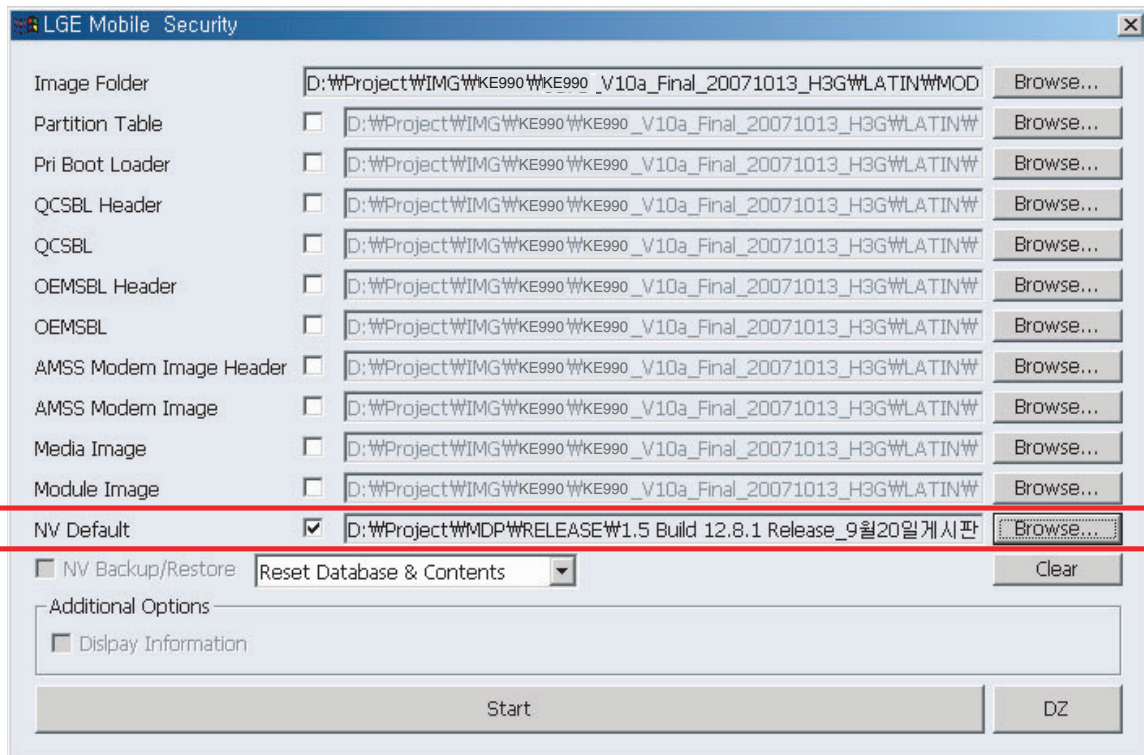 LGE Mobile Security
Image Folder D:₩Project₩IMG₩KE990₩KE990_V10a_Final_20071013_H3G₩LATIN₩MOD Browse...
Partition Table D:₩Project₩IMG₩KE990₩KE990_V10a_Final_20071013_H3G₩LATIN₩ Browse...
Pri Boot Loader D:₩Project₩IMG₩KE990₩KE990_V10a_Final_20071013_H3G₩LATIN₩ Browse...
QCSBL Header D:₩Project₩IMG₩KE990₩KE990_V10a_Final_20071013_H3G₩LATIN₩ Browse...
QCSBL D:₩Project₩IMG₩KE990₩KE990_V10a_Final_20071013_H3G₩LATIN₩ Browse...
OEMSBL Header D:₩Project₩IMG₩KE990₩KE990_V10a_Final_20071013_H3G₩LATIN₩ Browse...
OEMSBL D:₩Project₩IMG₩KE990₩KE990_V10a_Final_20071013_H3G₩LATIN₩ Browse...
AMSS Modem Image Header D:₩Project₩IMG₩KE990₩KE990_V10a_Final_20071013_H3G₩LATIN₩ Browse...
AMSS Modem Image D:₩Project₩IMG₩KE990₩KE990_V10a_Final_20071013_H3G₩LATIN₩ Browse...
Media Image D:₩Project₩IMG₩KE990₩KE990_V10a_Final_20071013_H3G₩LATIN₩ Browse...
Module Image D:₩Project₩IMG₩KE990₩KE990_V10a_Final_20071013_H3G₩LATIN₩ Browse...
NV Default D:₩Project₩MDP₩RELEASE₩1.5 Build 12.8.1 Release_9월20일게시판 Browse...
NV Backup/Restore Reset Database & Contents Clear
Additional Options
Dislpay Information
Start DZ